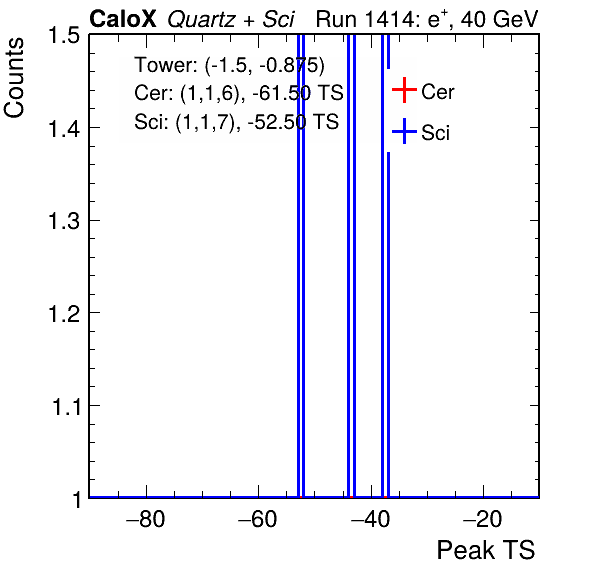 CaloX Quartz + Sci Run 1414: e⁺, 40 GeV
Counts
Tower: (-1.5, -0.875)
Cer: (1,1,6), -61.50 TS
Sci: (1,1,7), -52.50 TS
Cer
Sci
1.5
1.4
1.3
1.2
1.1
1
−80 −60 −40 −20
Peak TS